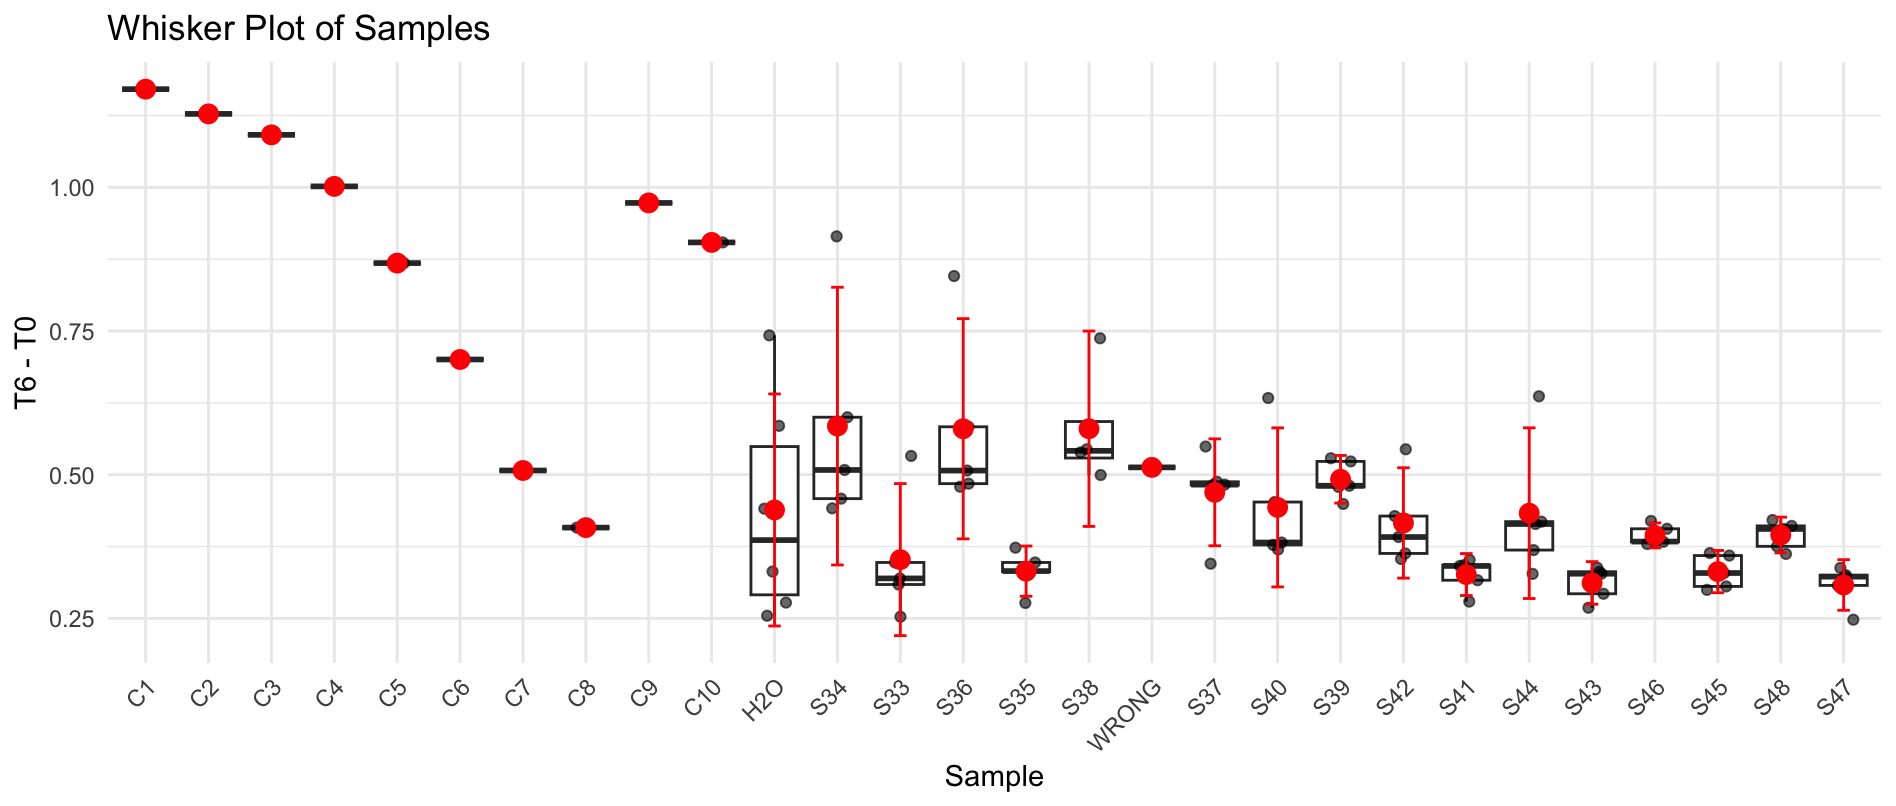 Whisker Plot of Samples
T6 - T0
1.00
0.75
0.50
0.25
C1 C2 C3 C4 C5 C6 C7 C8 C9 C10 H2O S34 S33 S36 S35 S38 WRONG S37 S40 S39 S42 S41 S44 S43 S46 S45 S48 S47
Sample